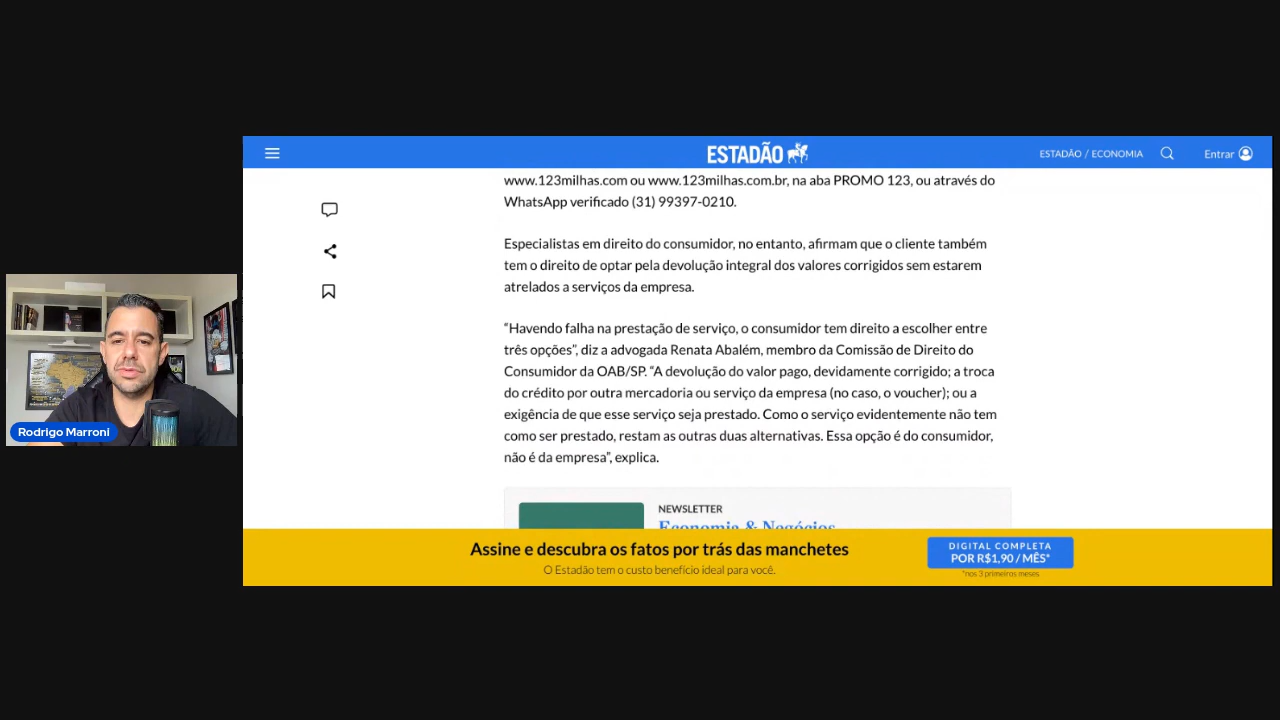 ESTADÃO
ESTADÃO / ECONOMIA
Entrar
www.123milhas.com ou www.123milhas.com.br, na aba PROMO 123, ou através do
WhatsApp verificado (31) 99397-0210.
Especialistas em direito do consumidor, no entanto, afirmam que o cliente também
tem o direito de optar pela devolução integral dos valores corrigidos sem estarem
atrelados a serviços da empresa.
“Havendo falha na prestação de serviço, o consumidor tem direito a escolher entre
três opções”, diz a advogada Renata Abalém, membro da Comissão de Direito do
Consumidor da OAB/SP. “A devolução do valor pago, devidamente corrigido; a troca
do crédito por outra mercadoria ou serviço da empresa (no caso, o voucher); ou a
exigência de que esse serviço seja prestado. Como o serviço evidentemente não tem
como ser prestado, restam as outras duas alternativas. Essa opção é do consumidor,
não é da empresa”, explica.
NEWSLETTER
Economia & Negócios
Assine e descubra os fatos por trás das manchetes
O Estadão tem o custo benefício ideal para você.
DIGITAL COMPLETA
POR R$1,90 / MÊS*
*nos 3 primeiros meses
Rodrigo Marroni